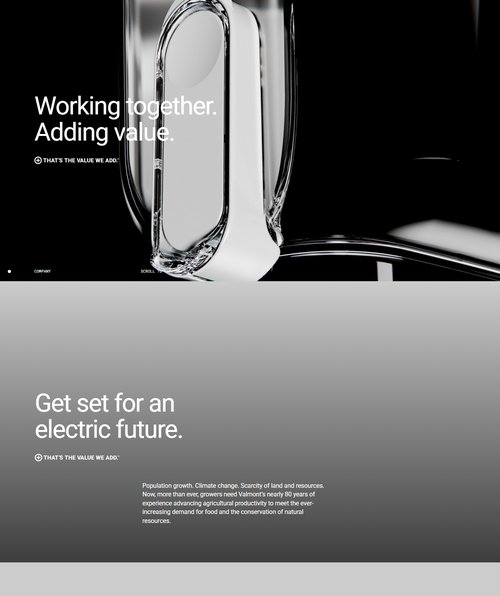 Working together.
Adding value.
THAT'S THE VALUE WE ADD.
COMPANY
SCROLL TO
Get set for an
electric future.
THAT'S THE VALUE WE ADD.
Population growth. Climate change. Scarcity of land and resources.
Now, more than ever, growers need Valmont's nearly 80 years of
experience advancing agricultural productivity to meet the ever-
increasing demand for food and the conservation of natural
resources.